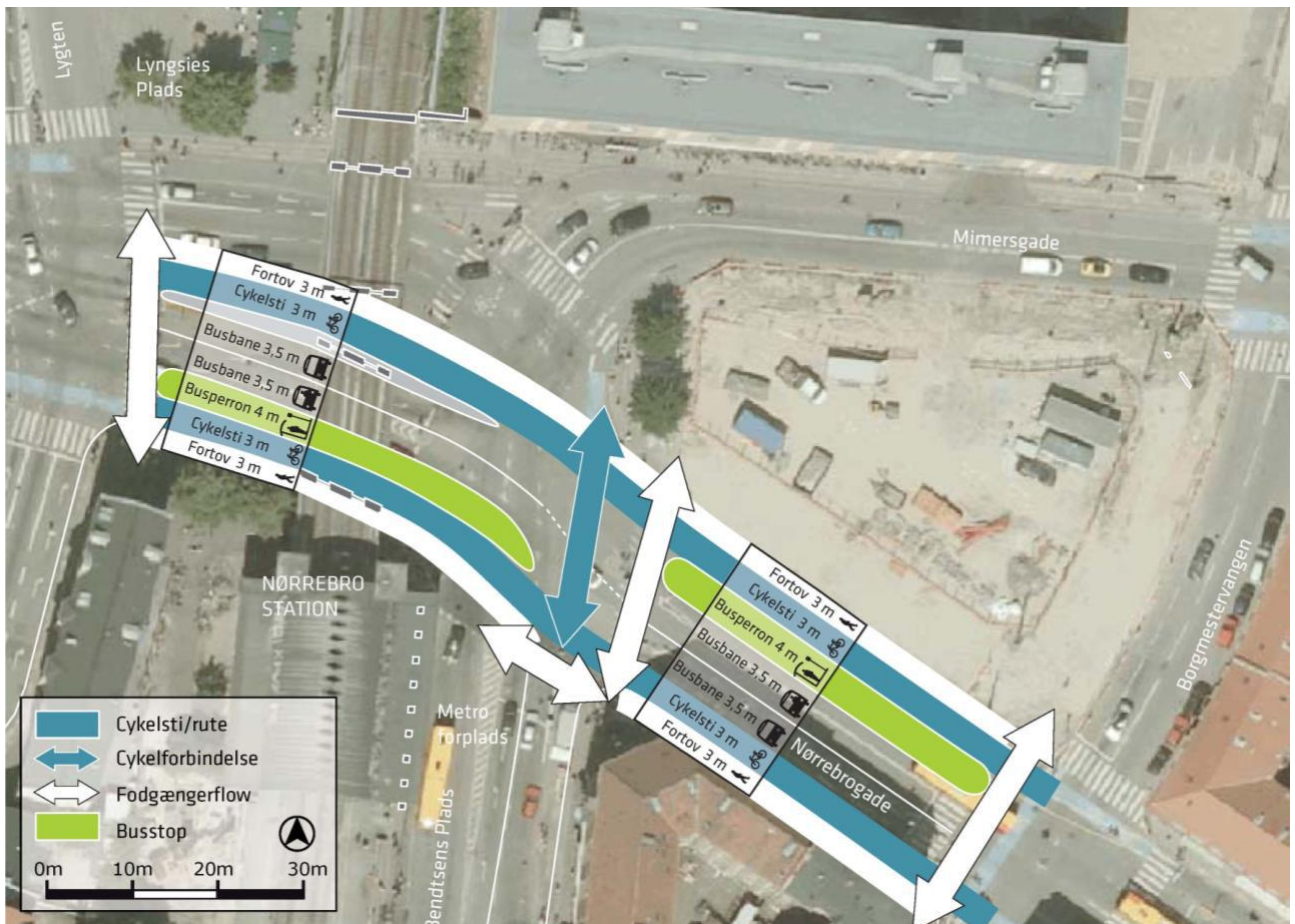 Lygten
Lyngsies
Plads
Mimersgade
Fortov 3 m
Cykelsti 3 m
Busbane 3,5 m
Busbane 3,5 m
Busperron 4 m
Cykelsti 3 m
Fortov 3 m
NØRREBRO
STATION
Fortov 3 m
Cykelsti 3 m
Busperron 4 m
Busbane 3,5 m
Busbane 3,5 m
Cykelsti 3 m
Fortov 3 m
Nørrebrogade
Borgmestervangen
Metro
forplads
Bendtsens Plads
Cykelsti/rute
Cykelforbindelse
Fodgængerflow
Busstop
0m 10m 20m 30m